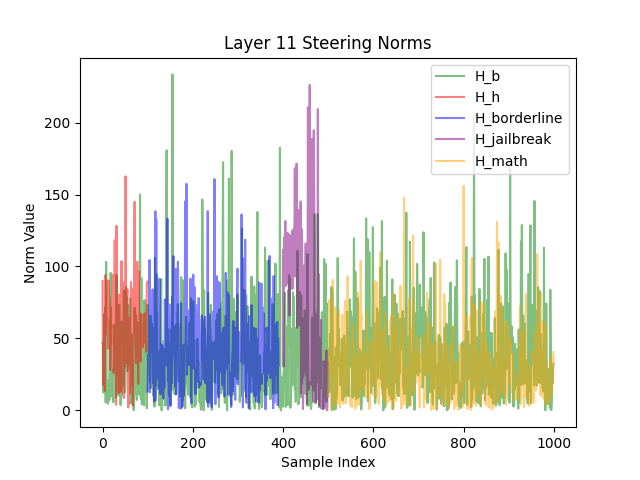 Layer 11 Steering Norms
H_b
H_h
H_borderline
H_jailbreak
H_math
Norm Value
200
150
100
50
0
0
200
400
600
800
1000
Sample Index